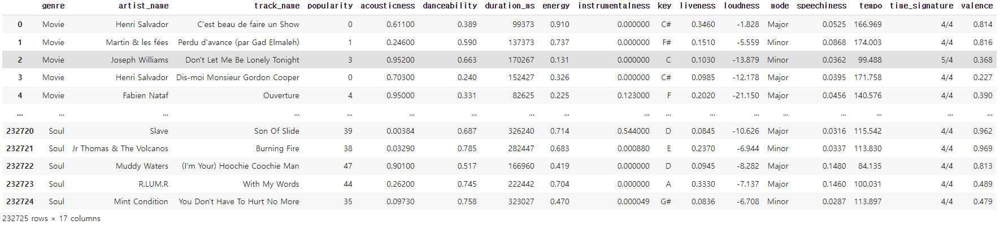 genre artist_name track_name popularity acousticness danceability duration_ms energy instrumentalness key liveness loudness mode speechiness tempo time_signature valence
0 Movie Henri Salvador C'est beau de faire un Show 0 0.61100 0.389 99373 0.910 0.000000 C# 0.3460 -1.828 Major 0.0525 166.969 4/4 0.814
1 Movie Martin & les fées Perdu d'avance (par Gad Elmaleh) 1 0.24600 0.590 137373 0.737 0.000000 F# 0.1510 -5.559 Minor 0.0868 174.003 4/4 0.816
2 Movie Joseph Williams Don't Let Me Be Lonely Tonight 3 0.95200 0.663 170267 0.131 0.000000 C 0.1030 -13.879 Minor 0.0362 99.488 5/4 0.368
3 Movie Henri Salvador Dis-moi Monsieur Gordon Cooper 0 0.70300 0.240 152427 0.326 0.000000 C# 0.0985 -12.178 Major 0.0395 171.758 4/4 0.227
4 Movie Fabien Nataf Ouverture 4 0.95000 0.331 82625 0.225 0.123000 F 0.2020 -21.150 Major 0.0456 140.576 4/4 0.390
... ... ... ... ... ... ... ... ... ... ... ... ... ... ... ... ... ...
232720 Soul Slave Son Of Slide 39 0.00384 0.687 326240 0.714 0.544000 D 0.0845 -10.626 Major 0.0316 115.542 4/4 0.962
232721 Soul Jr Thomas & The Volcanos Burning Fire 38 0.03290 0.785 282447 0.683 0.000880 E 0.2370 -6.944 Minor 0.0337 113.830 4/4 0.969
232722 Soul Muddy Waters (I'm Your) Hoochie Coochie Man 47 0.90100 0.517 166960 0.419 0.000000 D 0.0945 -8.282 Major 0.1480 84.135 4/4 0.813
232723 Soul R.LUM.R With My Words 44 0.26200 0.745 222442 0.704 0.000000 A 0.3330 -7.137 Major 0.1460 100.031 4/4 0.489
232724 Soul Mint Condition You Don't Have To Hurt No More 35 0.09730 0.758 323027 0.470 0.000049 G# 0.0836 -6.708 Minor 0.0287 113.897 4/4 0.479
232725 rows × 17 columns